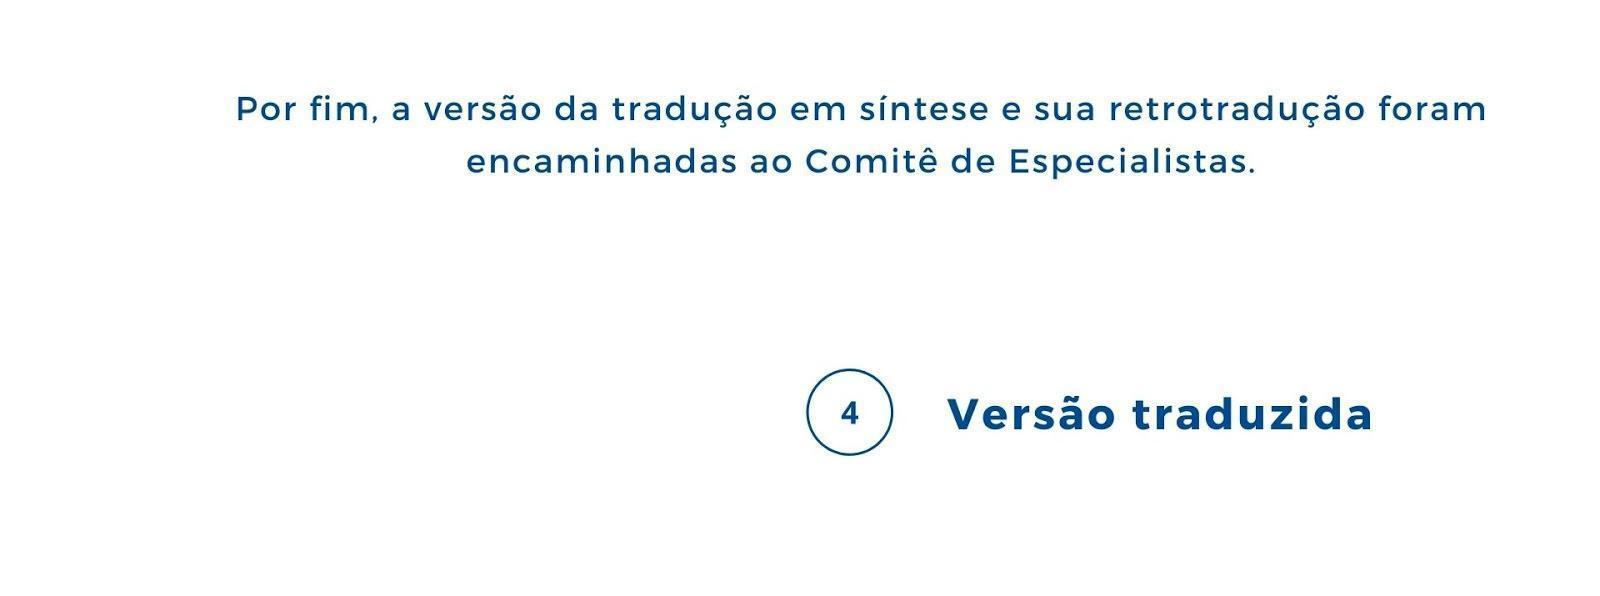 Por fim, a versão da tradução em síntese e sua retrotradução foram
encaminhadas ao Comitê de Especialistas.
4 Versão traduzida